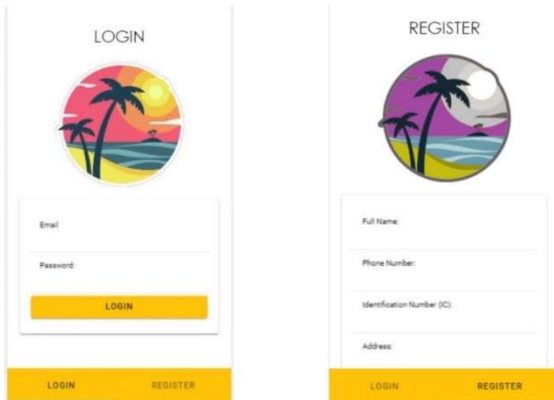 LOGIN
Email
Password:
LOGIN
LOGIN REGISTER
REGISTER
Full Name:
Phone Number:
Identification Number (IC):
Address:
LOGIN REGISTER